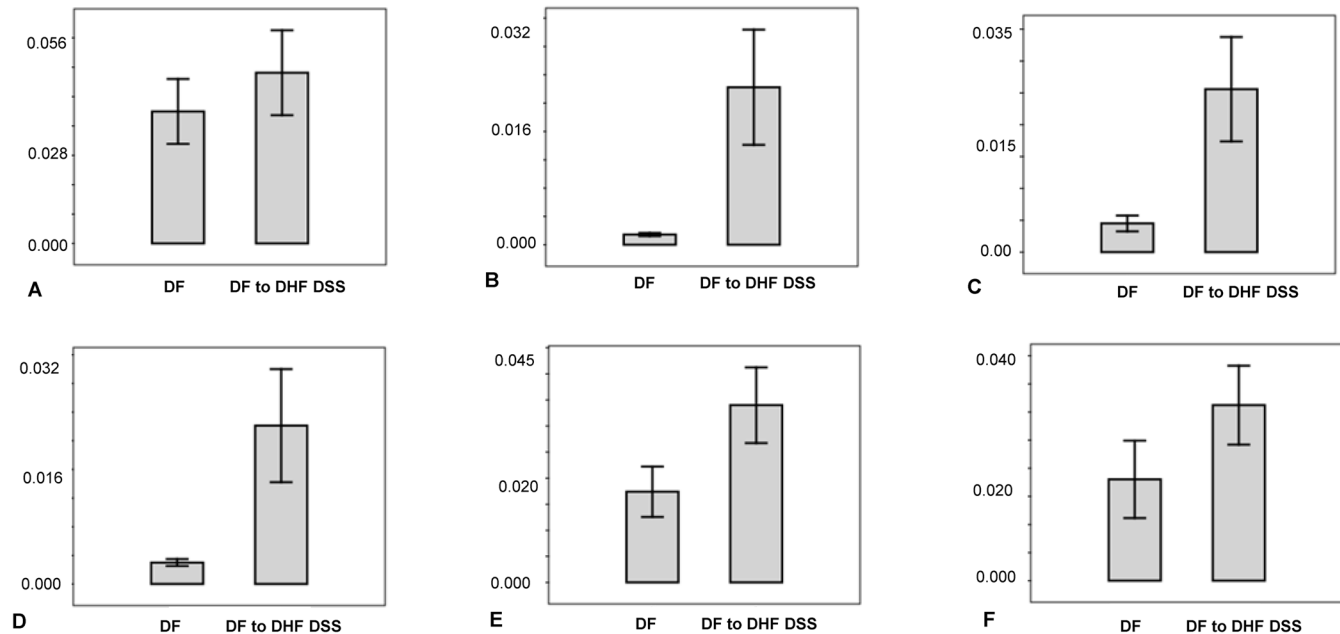 0.056
0.028
0.000
A
DF
DF to DHF DSS
0.032
0.016
0.000
B
DF
DF to DHF DSS
0.035
0.015
0.00
C
DF
DF to DHF DSS
0.032
0.016
0.000
D
DF
DF to DHF DSS
0.045
0.020
0.000
E
DF
DF to DHF DSS
0.040
0.020
0.000
F
DF
DF to DHF DSS